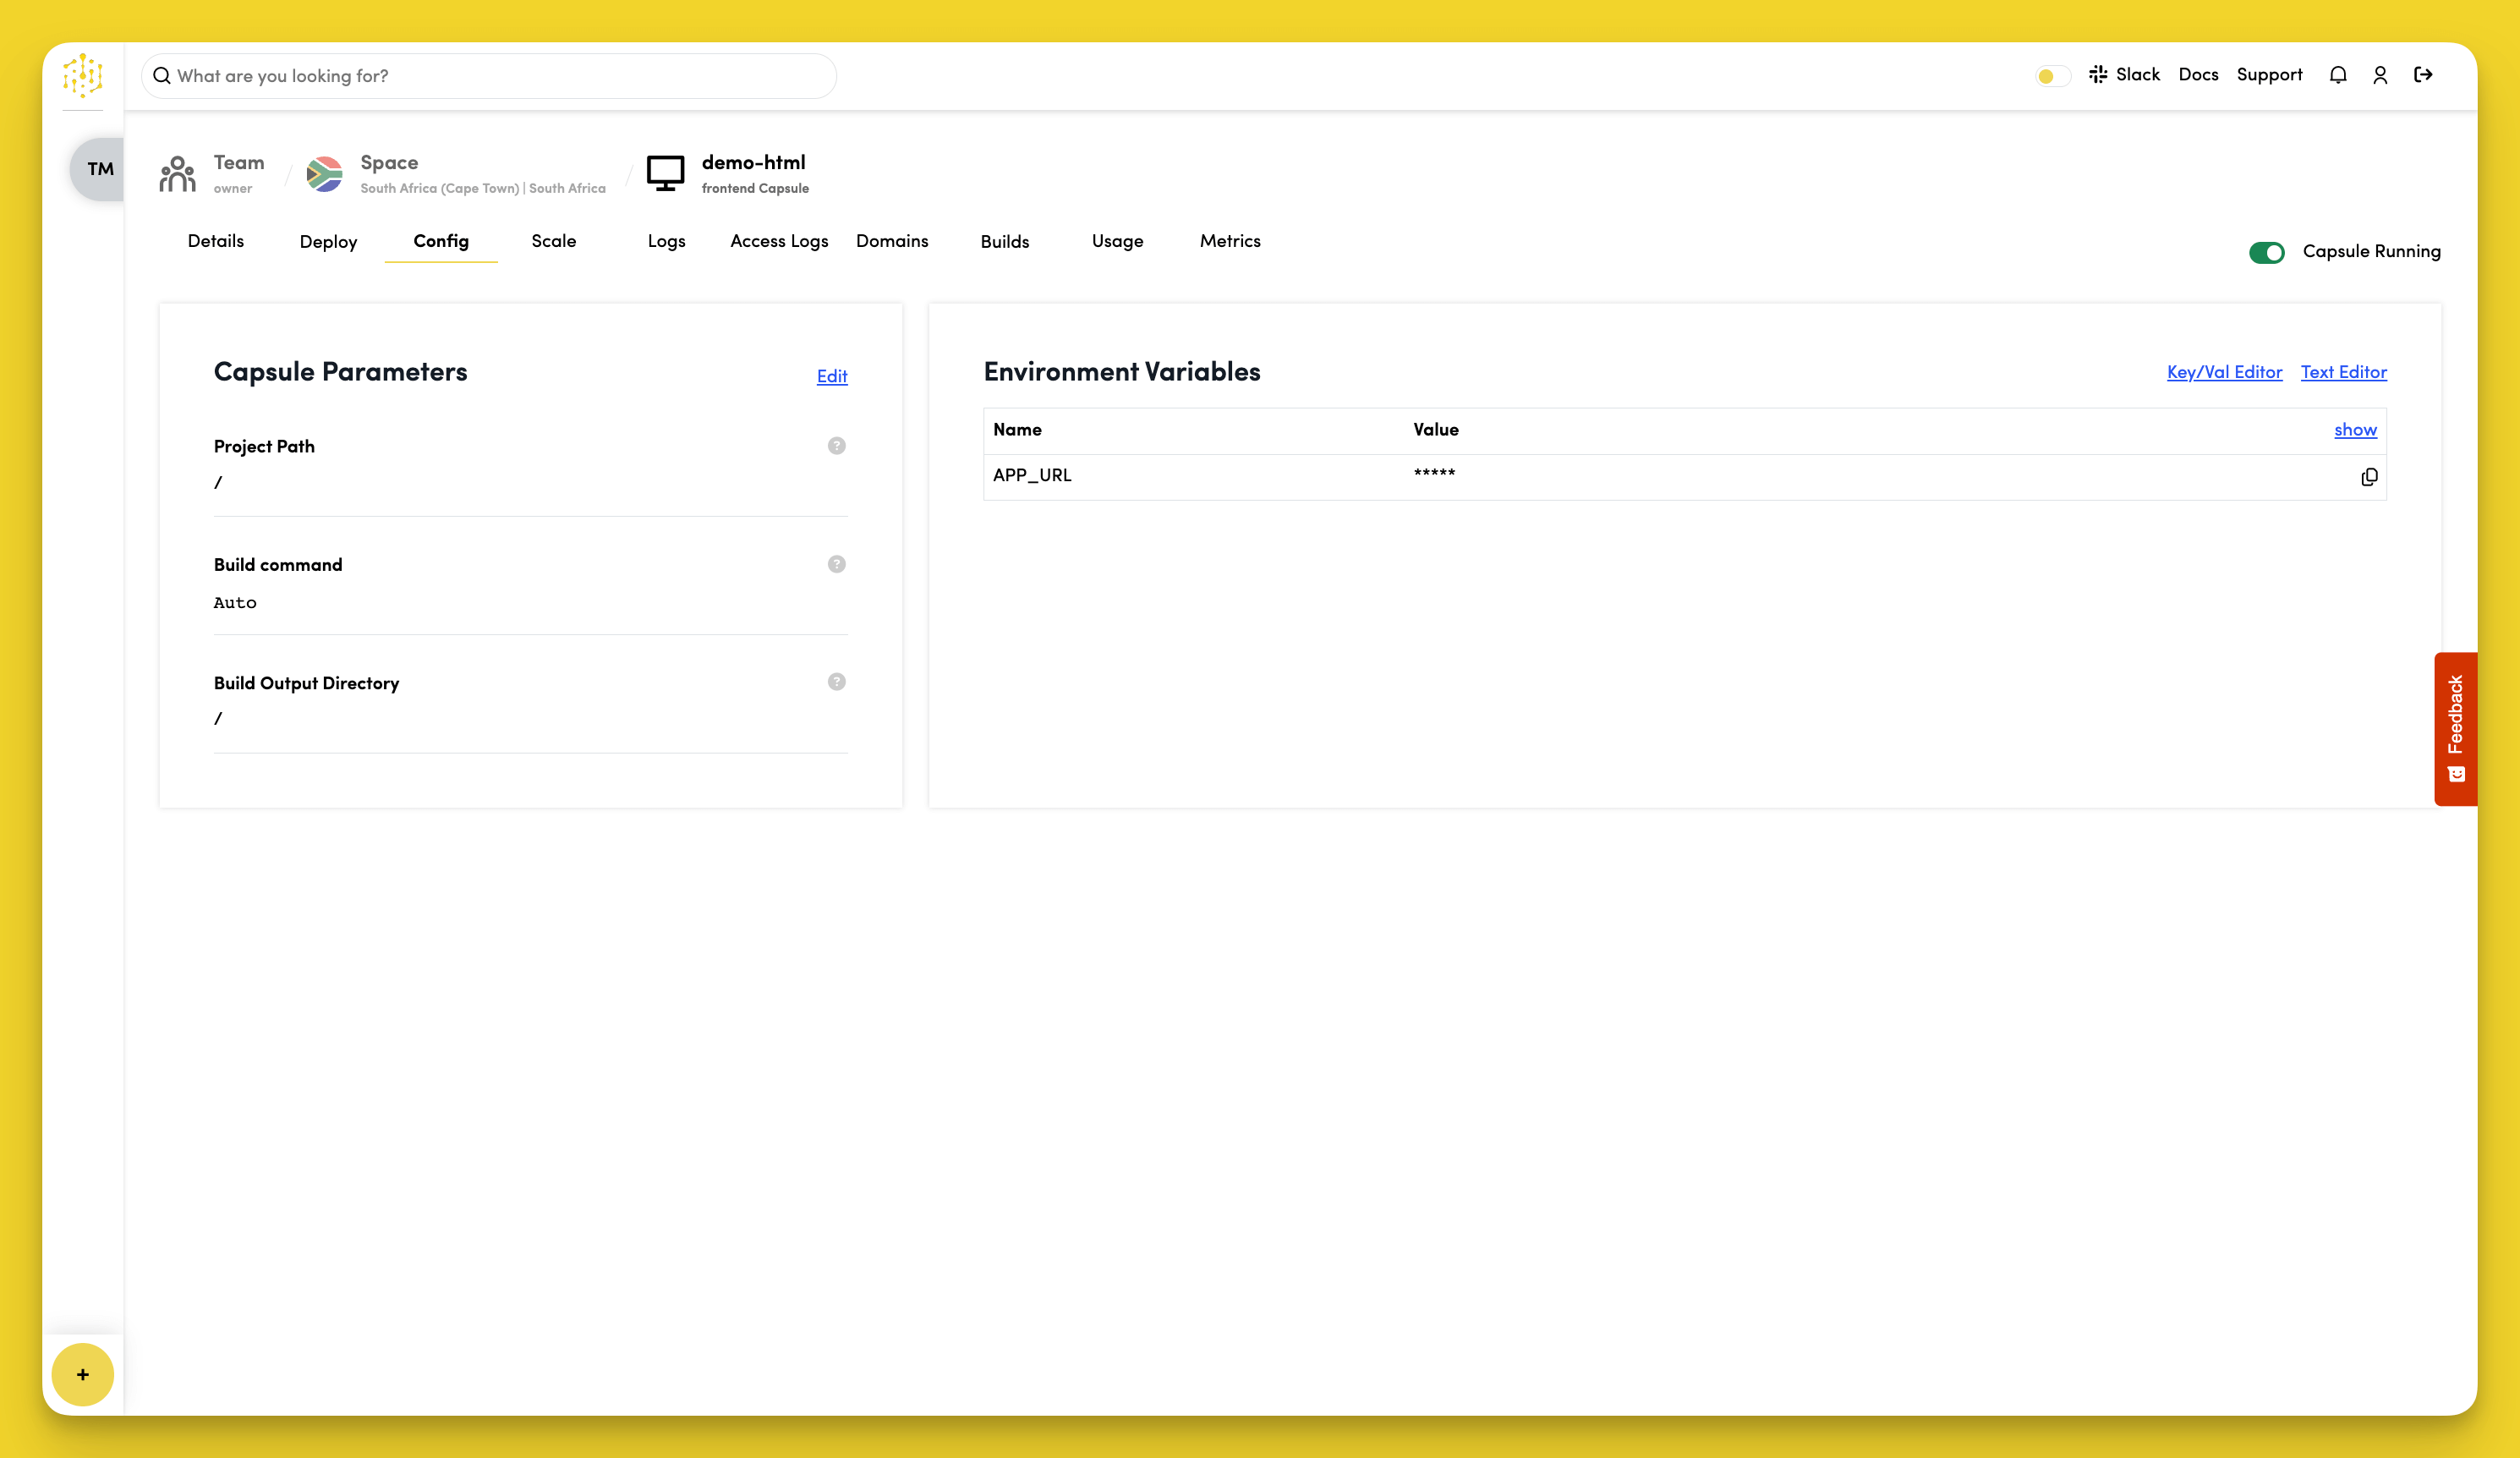 What are you looking for?
Slack Docs Support
TM
Team
owner
Space
South Africa (Cape Town) | South Africa
demo-html
frontend Capsule
Details Deploy Config Scale Logs Access Logs Domains Builds Usage Metrics
Capsule Running
Capsule Parameters
Edit
Project Path
?
/
Build command
?
Auto
Build Output Directory
?
/
Environment Variables
Key/Val Editor Text Editor
Name Value show
APP_URL *****
Feedback
+